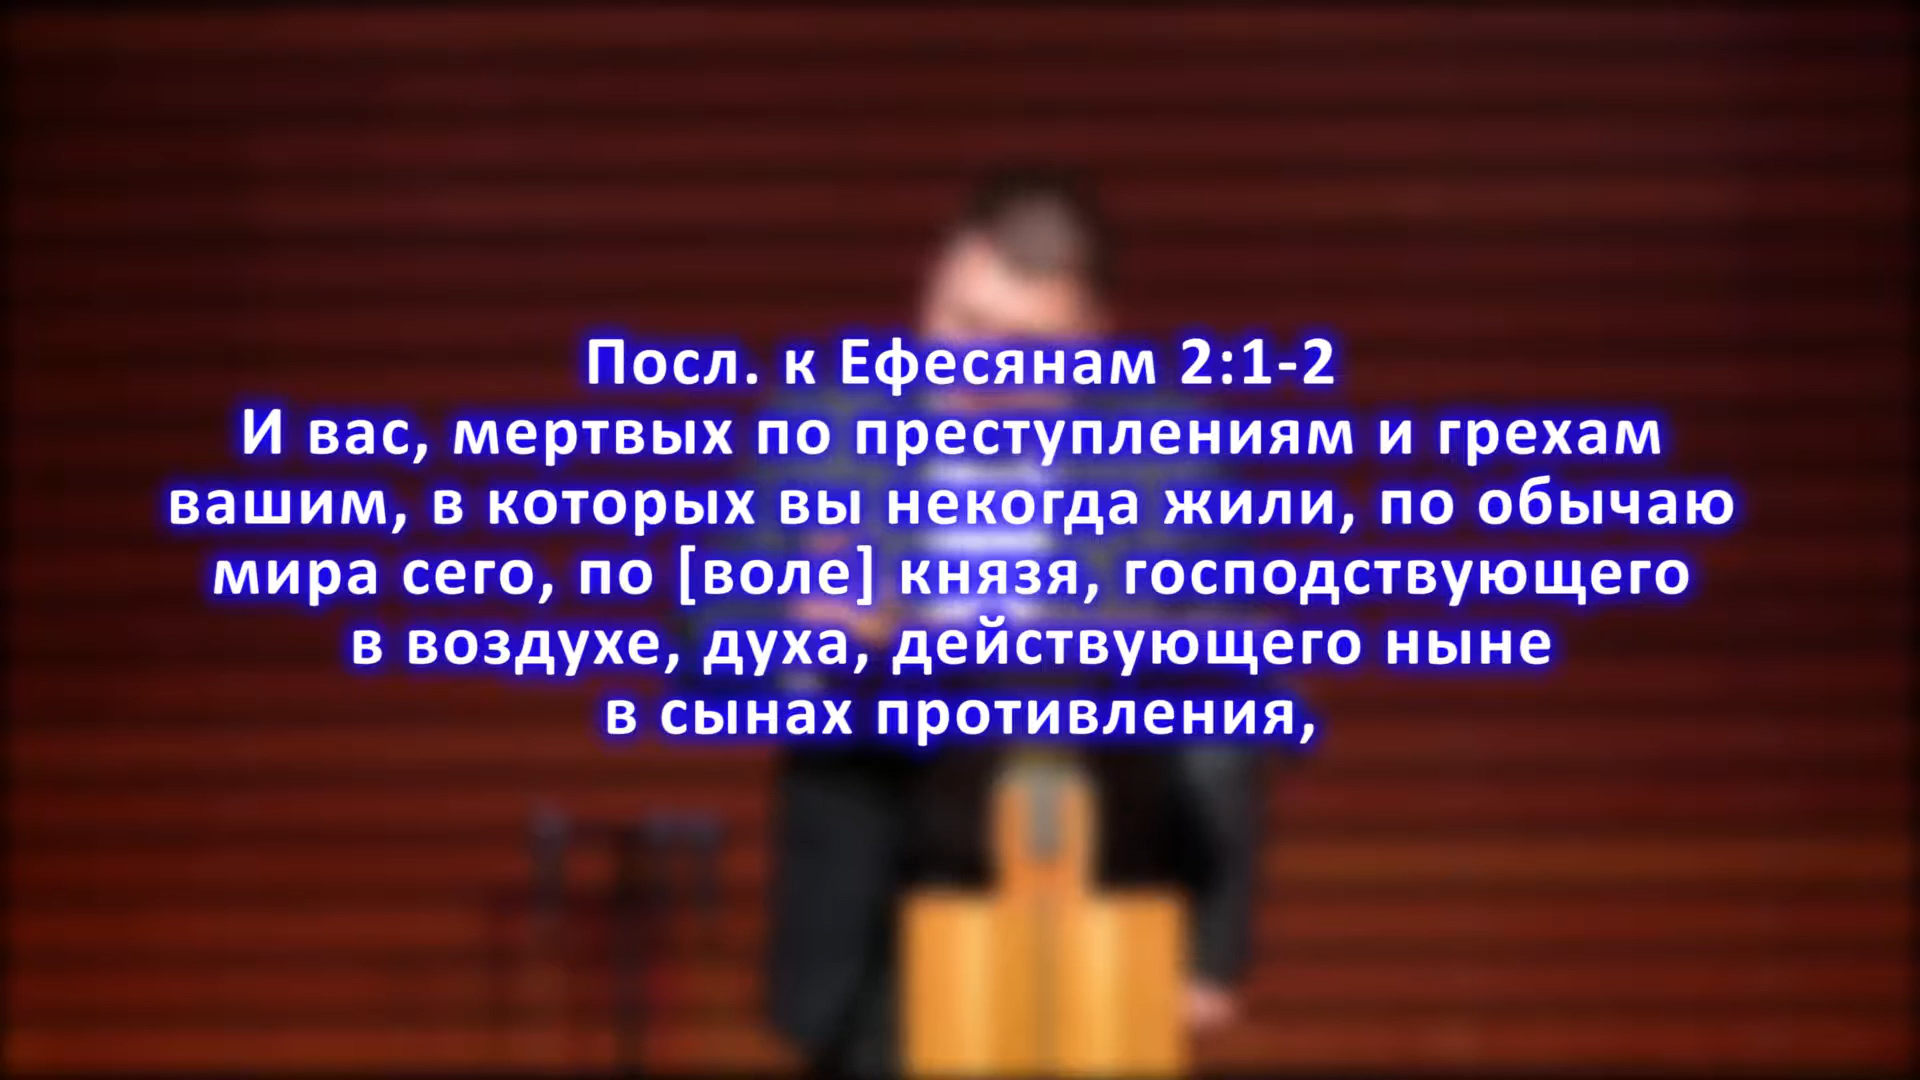 Посл. к Ефесянам 2:1-2
И вас, мертвых по преступлениям и грехам
вашим, в которых вы некогда жили, по обычаю
мира сего, по [воле] князя, господствующего
в воздухе, духа, действующего ныне
в сынах противления,